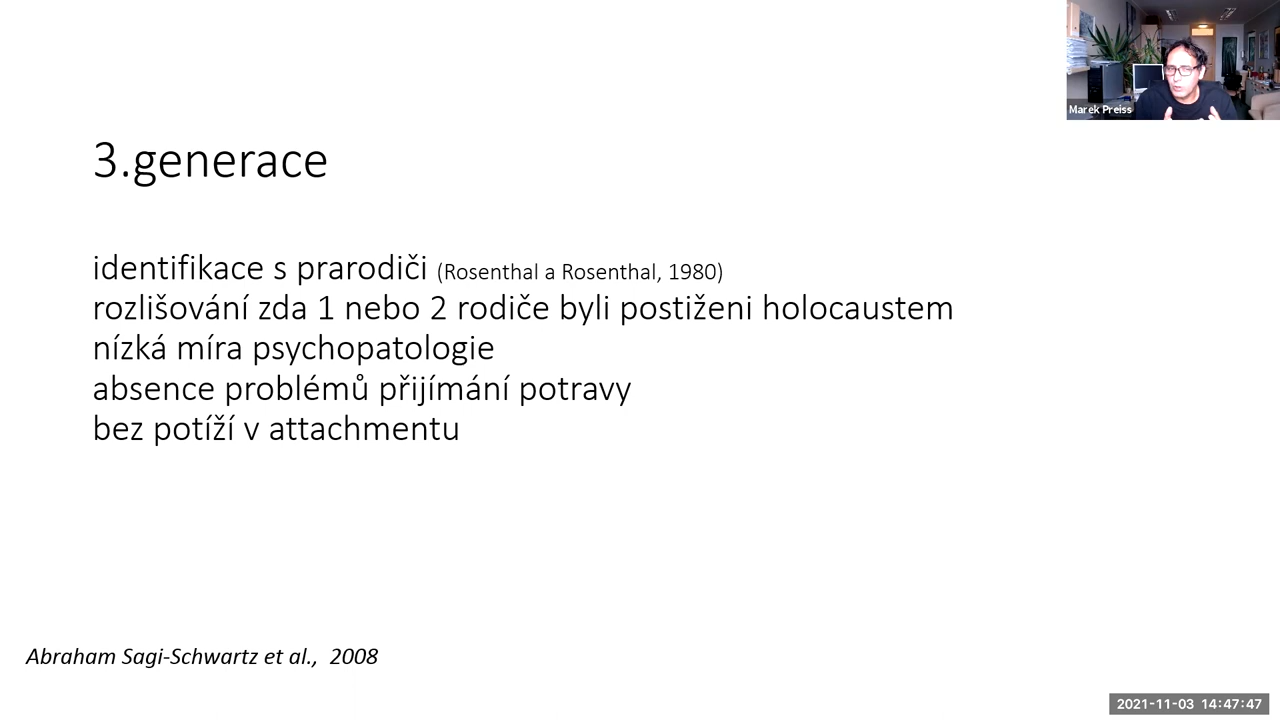 Marek Preiss
3.generace
identifikace s prarodiči (Rosenthal a Rosenthal, 1980)
rozlišování zda 1 nebo 2 rodiče byli postiženi holocaustem
nízká míra psychopatologie
absence problémů přijímání potravy
bez potíží v attachmentu
Abraham Sagi-Schwartz et al., 2008
2021-11-03 14:47:47